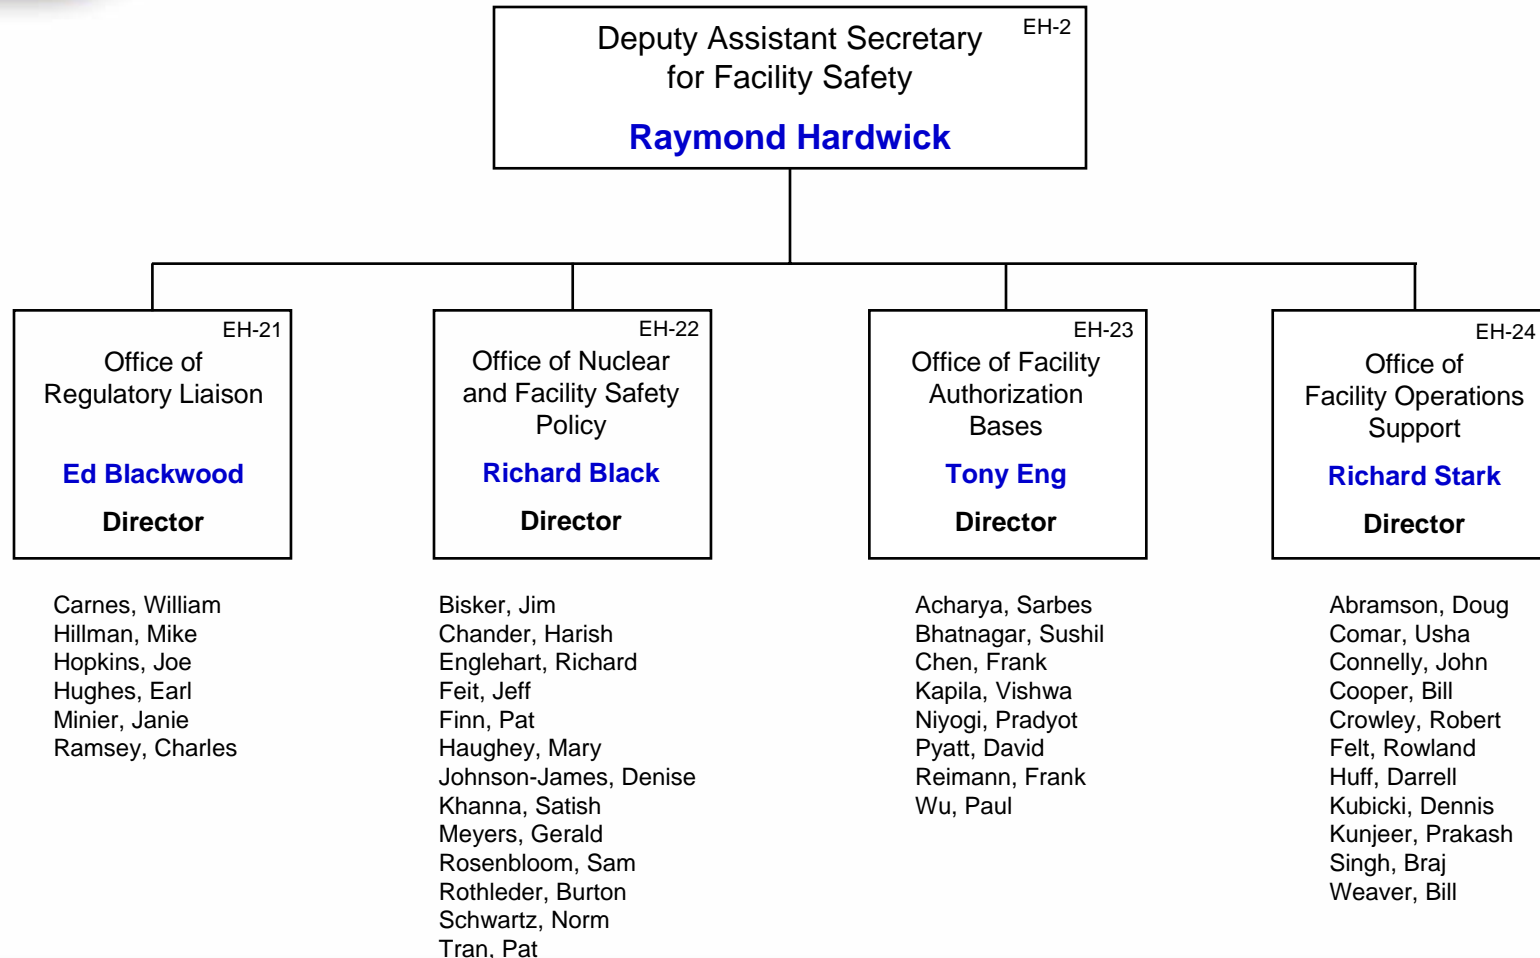 EH-2
Deputy Assistant Secretary
for Facility Safety
Raymond Hardwick
EH-21
Office of
Regulatory Liaison
Ed Blackwood
Director
Carnes, William
Hillman, Mike
Hopkins, Joe
Hughes, Earl
Minier, Janie
Ramsey, Charles
EH-22
Office of Nuclear
and Facility Safety
Policy
Richard Black
Director
Bisker, Jim
Chander, Harish
Englehart, Richard
Feit, Jeff
Finn, Pat
Haughey, Mary
Johnson-James, Denise
Khanna, Satish
Meyers, Gerald
Rosenbloom, Sam
Rothleder, Burton
Schwartz, Norm
Tran, Pat
EH-23
Office of Facility
Authorization
Bases
Tony Eng
Director
Acharya, Sarbes
Bhatnagar, Sushil
Chen, Frank
Kapila, Vishwa
Niyogi, Pradyot
Pyatt, David
Reimann, Frank
Wu, Paul
EH-24
Office of
Facility Operations
Support
Richard Stark
Director
Abramson, Doug
Comar, Usha
Connelly, John
Cooper, Bill
Crowley, Robert
Felt, Rowland
Huff, Darrell
Kubicki, Dennis
Kunjeer, Prakash
Singh, Braj
Weaver, Bill